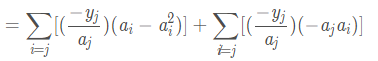 = \sum_{i=j}[(\frac{-y_j}{a_j})(a_i - a_i^2)] + \sum_{i \neq j}[(\frac{-y_j}{a_j})(-a_j a_i)]